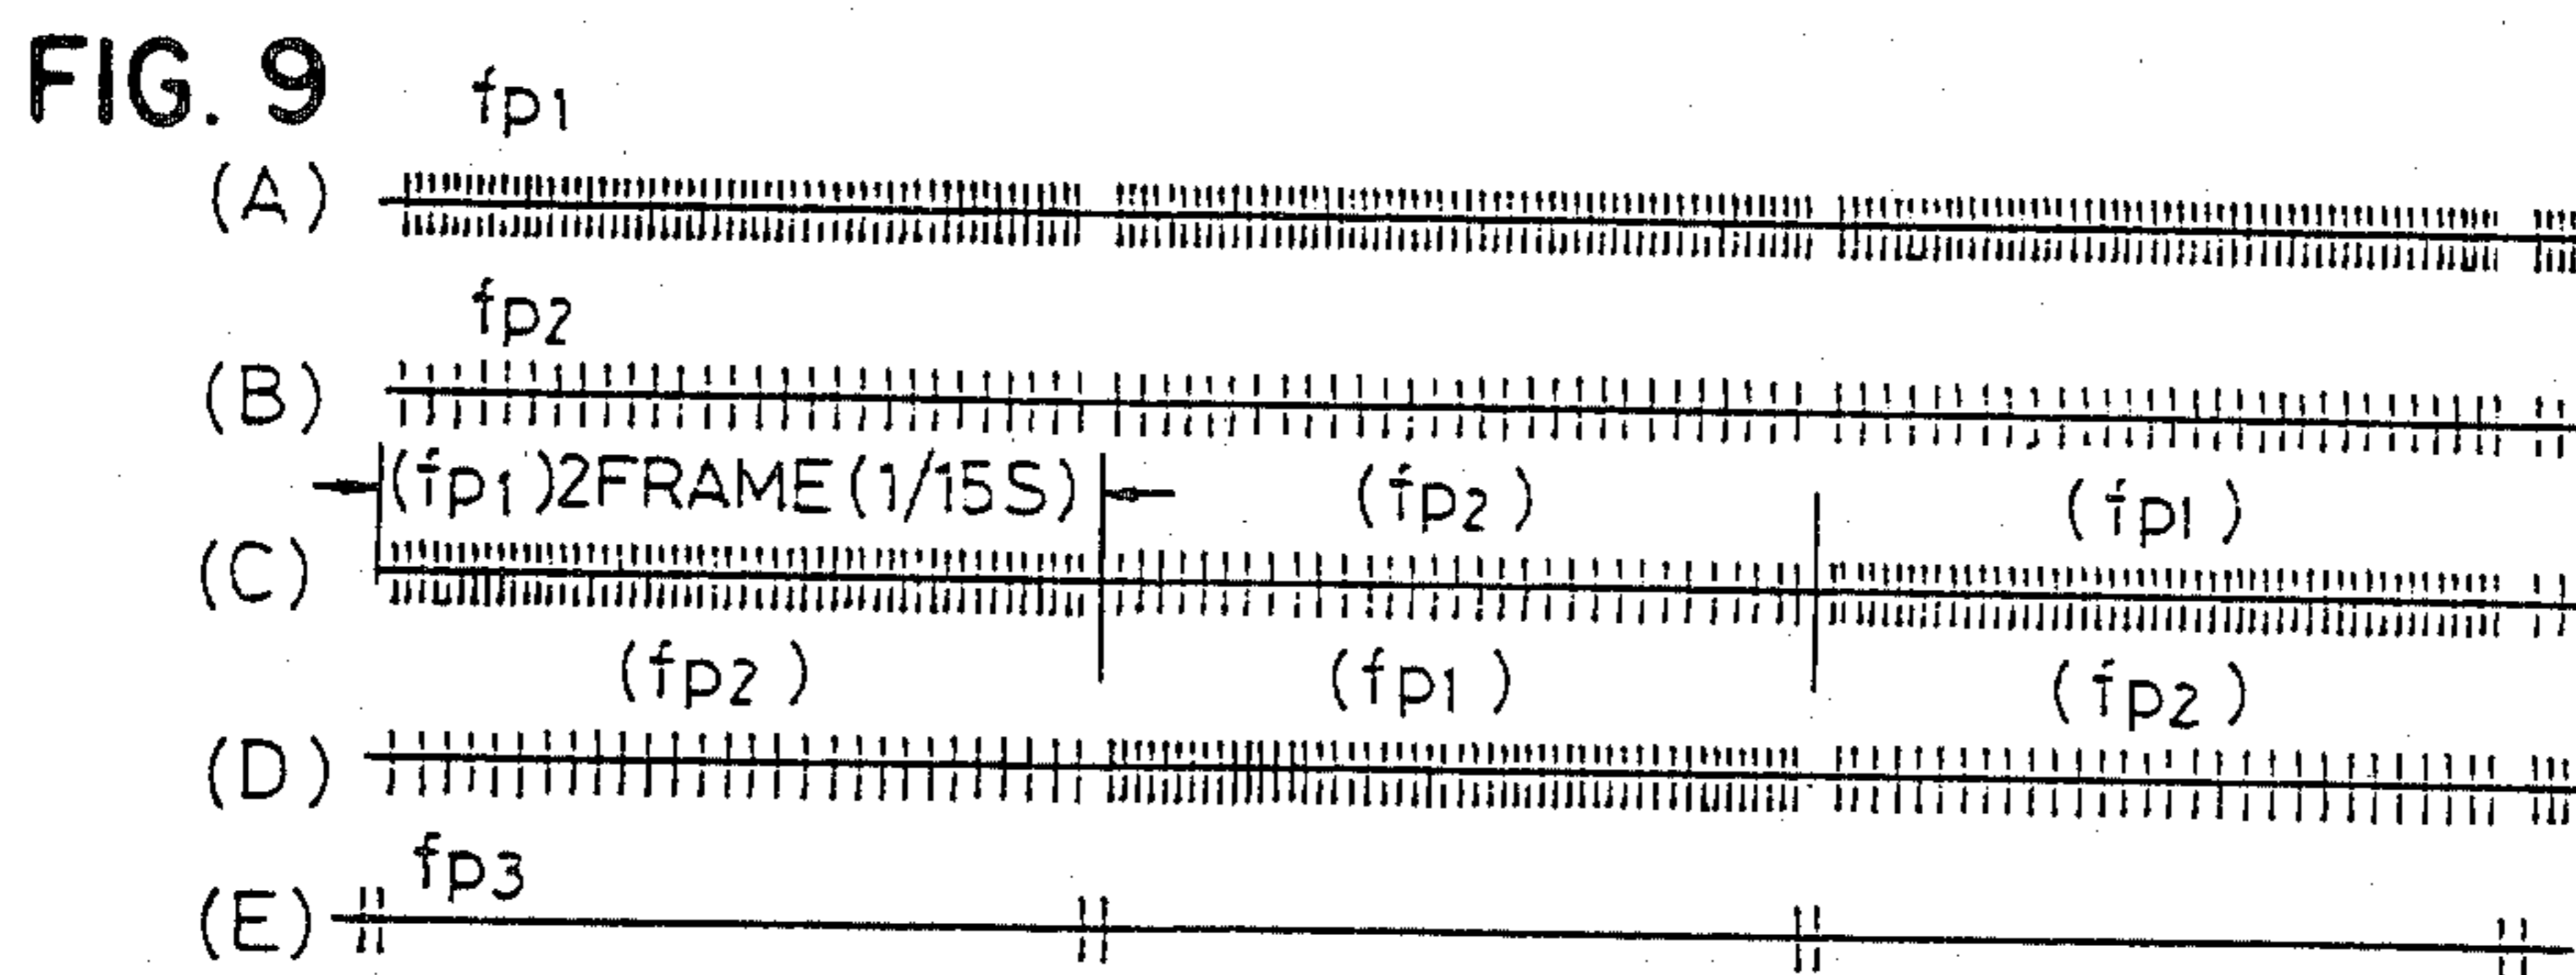 FIG. 9
fp1
(A)
fp2
(B)
(fp1)2FRAME(1/15S) (fp2) (fp1)
(C)
(fp2) (fp1) (fp2)
(D)
fp3
(E)